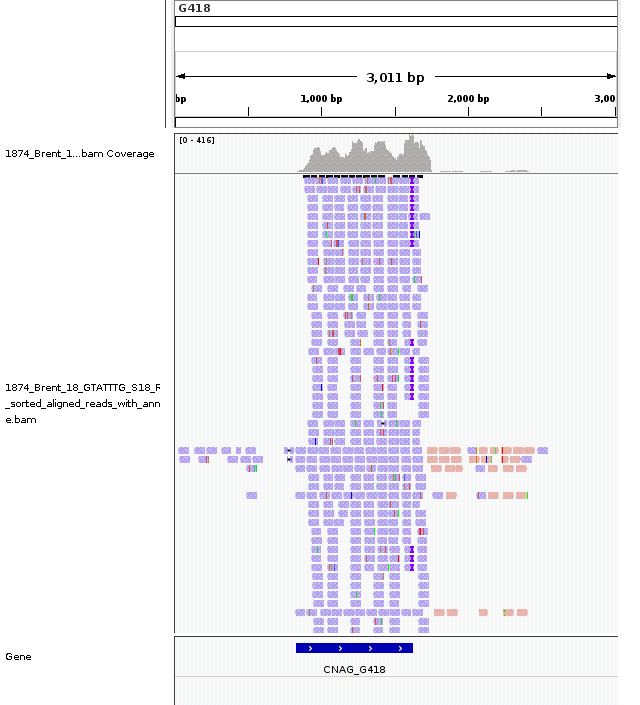 G418
3,011 bp
bp
1,000 bp
2,000 bp
3,00
[0 - 416]
1874_Brent_1...bam Coverage
1874_Brent_18_GTATTTG_S18_R
_sorted_aligned_reads_with_ann
e.bam
Gene
CNAG_G418